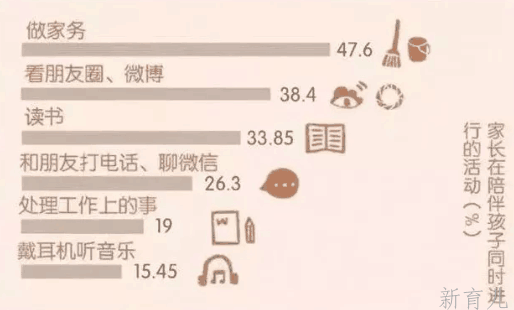 做家务
47.6
看朋友圈、微博
38.4
读书
33.85
和朋友打电话、聊微信
26.3
处理工作上的事
19
戴耳机听音乐
15.45
家长在陪伴孩子同时进
行的活动（%）